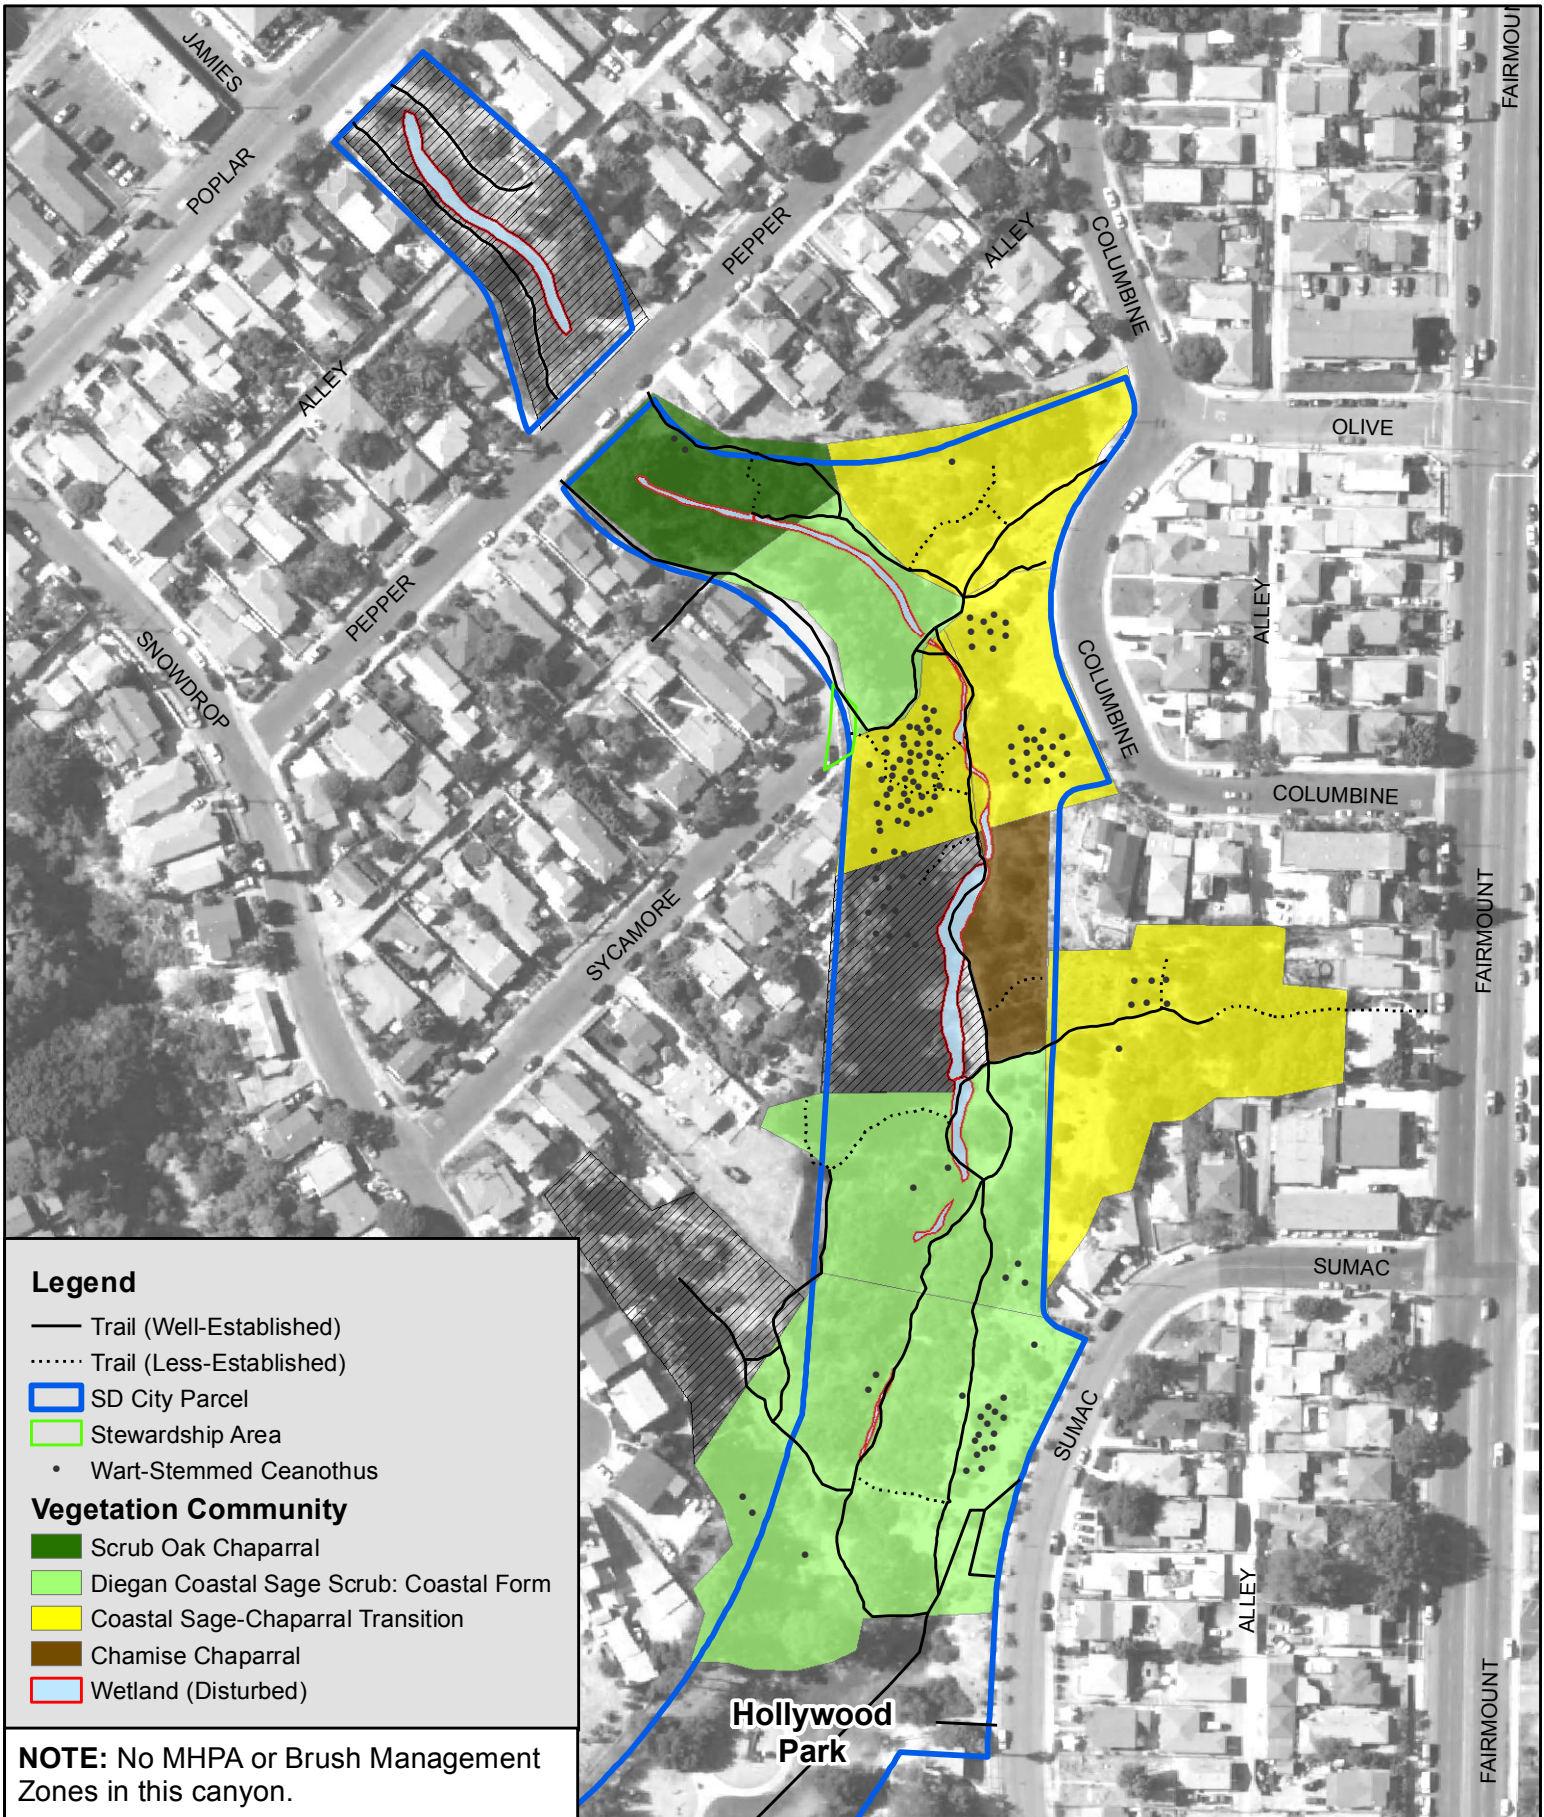 JAMIES
FAIRMOUN
POPLAR
PEPPER
ALLEY
COLUMBINE
ALLEY
OLIVE
PEPPER
ALLEY
SNOWDROP
COLUMBINE
COLUMBINE
SYCAMORE
FAIRMOUNT
SUMAC
SUMAC
ALLEY
FAIRMOUNT
Hollywood
Park
Legend
Trail (Well-Established)
Trail (Less-Established)
SD City Parcel
Stewardship Area
Wart-Stemmed Ceanothus
Vegetation Community
Scrub Oak Chaparral
Diegan Coastal Sage Scrub: Coastal Form
Coastal Sage-Chaparral Transition
Chamise Chaparral
Wetland (Disturbed)
NOTE: No MHPA or Brush Management
Zones in this canyon.